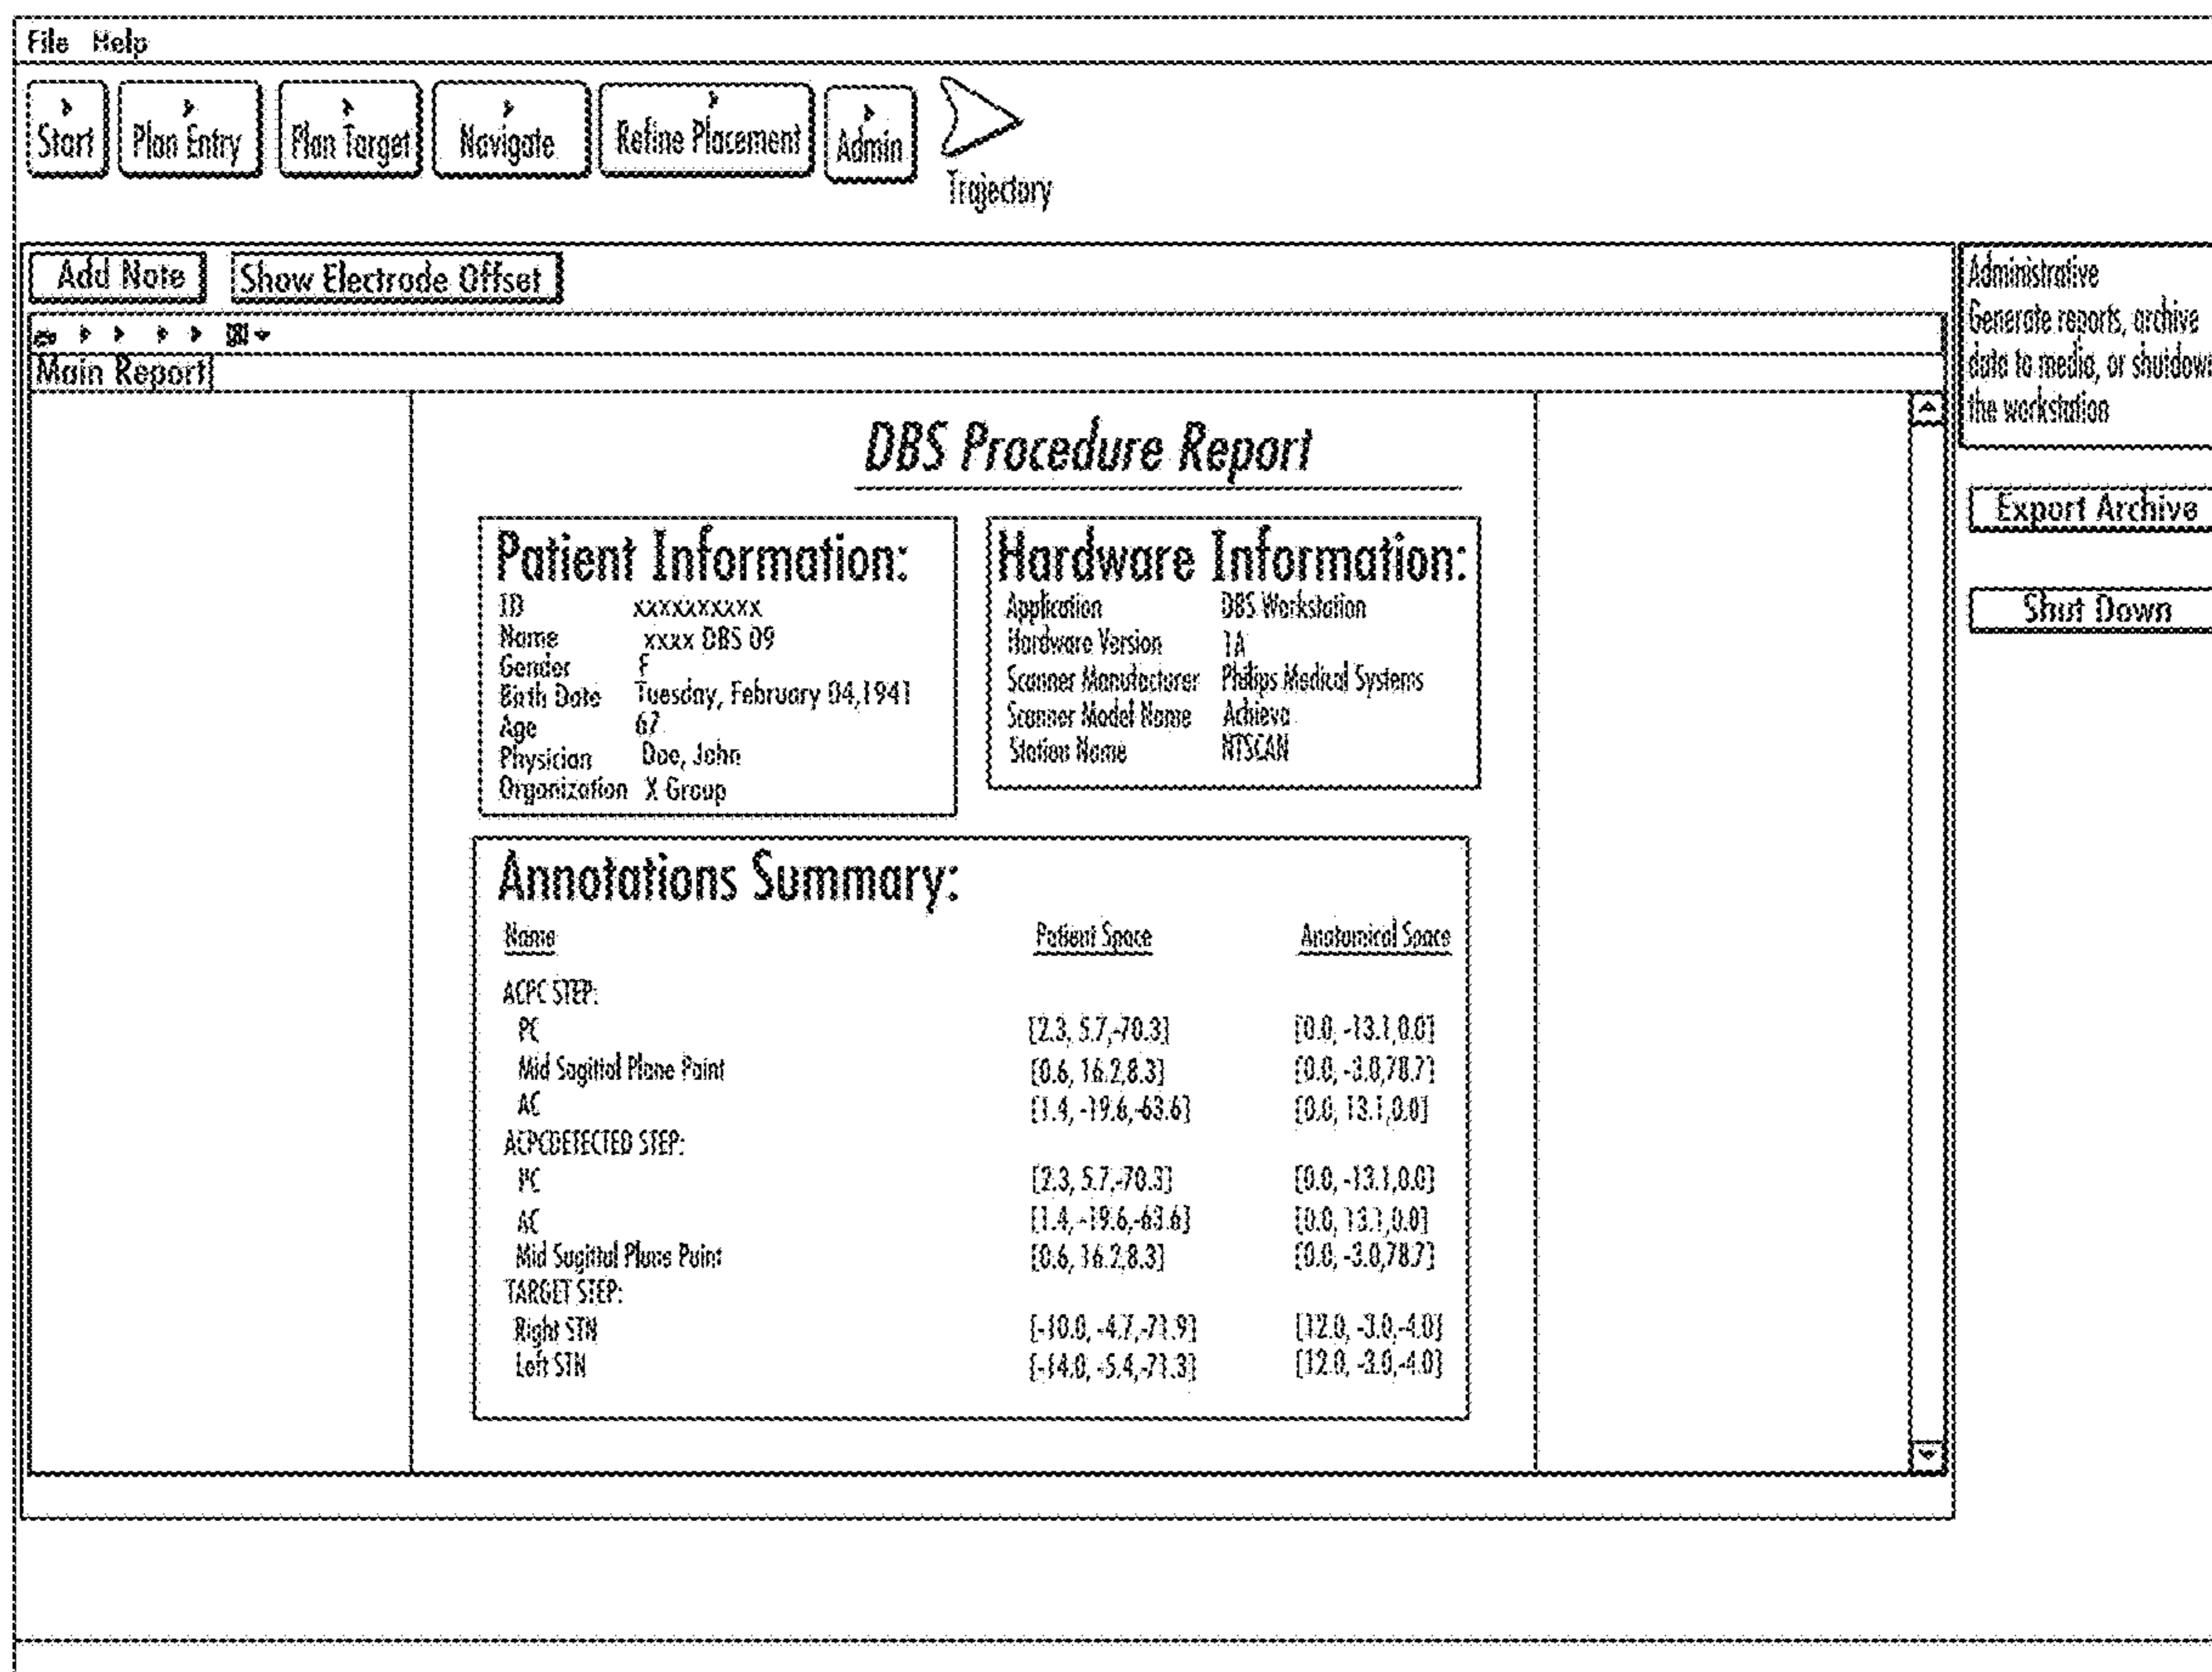 File Help
Start Plan Entry Plan Target Navigate Refine Placement Admin
Trajectory
Add Note Show Electrode Offset
Main Report
DBS Procedure Report
Patient Information:
ID xxxxxxxxxx
Name xxxx DBS 09
Gender F
Birth Date Tuesday, February 04,1941
Age 67
Physician Doe, John
Organization X Group
Hardware Information:
Application DBS Workstation
Hardware Version 1A
Scanner Manufacturer Philips Medical Systems
Scanner Model Name Achieva
Station Name NTSCAN
Annotations Summary:
Name Patient Space Anatomical Space
ACPC STEP:
PC [2.3, 5.7,-70.3] [0.0, -13.1,0.0]
Mid Sagittal Plane Point [0.6, 16.2,8.3] [0.0, -3.0,78.7]
AC [1.4, -19.6,-63.6] [0.0, 13.1,0.0]
ACPCDETECTED STEP:
PC [2.3, 5.7,-70.3] [0.0, -13.1,0.0]
AC [1.4, -19.6,-63.6] [0.0, 13.1,0.0]
Mid Sagittal Plane Point [0.6, 16.2,8.3] [0.0, -3.0,78.7]
TARGET STEP:
Right STN [-10.0, -4.7,-71.9] [12.0, -3.0,-4.0]
Left STN [-14.0, -5.4,-71.3] [12.0, -3.0,-4.0]
Administrative
Generate reports, archive
data to media, or shutdown
the workstation
Export Archive
Shut Down